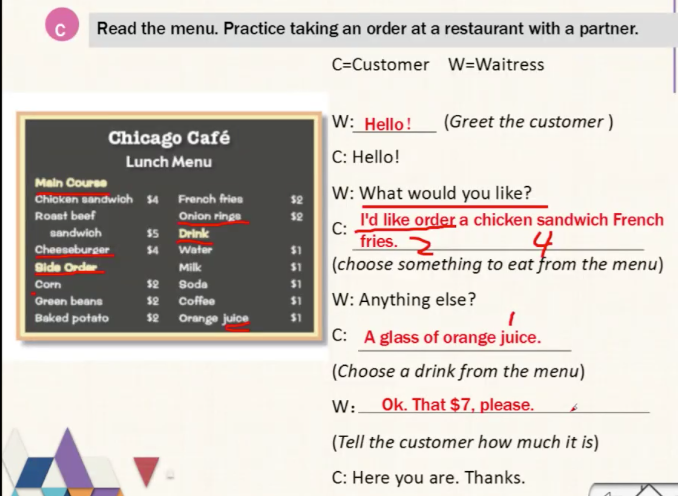 C
Read the menu. Practice taking an order at a restaurant with a partner.
C=Customer W=Waitress
Chicago Café
Lunch Menu
Main Course
Chicken sandwich $4
Roast beef
sandwich $5
Cheeseburger $4
Side Order
Corn $2
Green beans $2
Baked potato $2
French fries $2
Onion rings $2
Drink
Water $1
Milk $1
Soda $1
Coffee $1
Orange juice $1
W: Hello! (Greet the customer )
C: Hello!
W: What would you like?
C: I'd like order a chicken sandwich French
fries. 2 4
(choose something to eat from the menu)
W: Anything else?
1
C: A glass of orange juice.
(Choose a drink from the menu)
W: Ok. That $7, please.
(Tell the customer how much it is)
C: Here you are. Thanks.